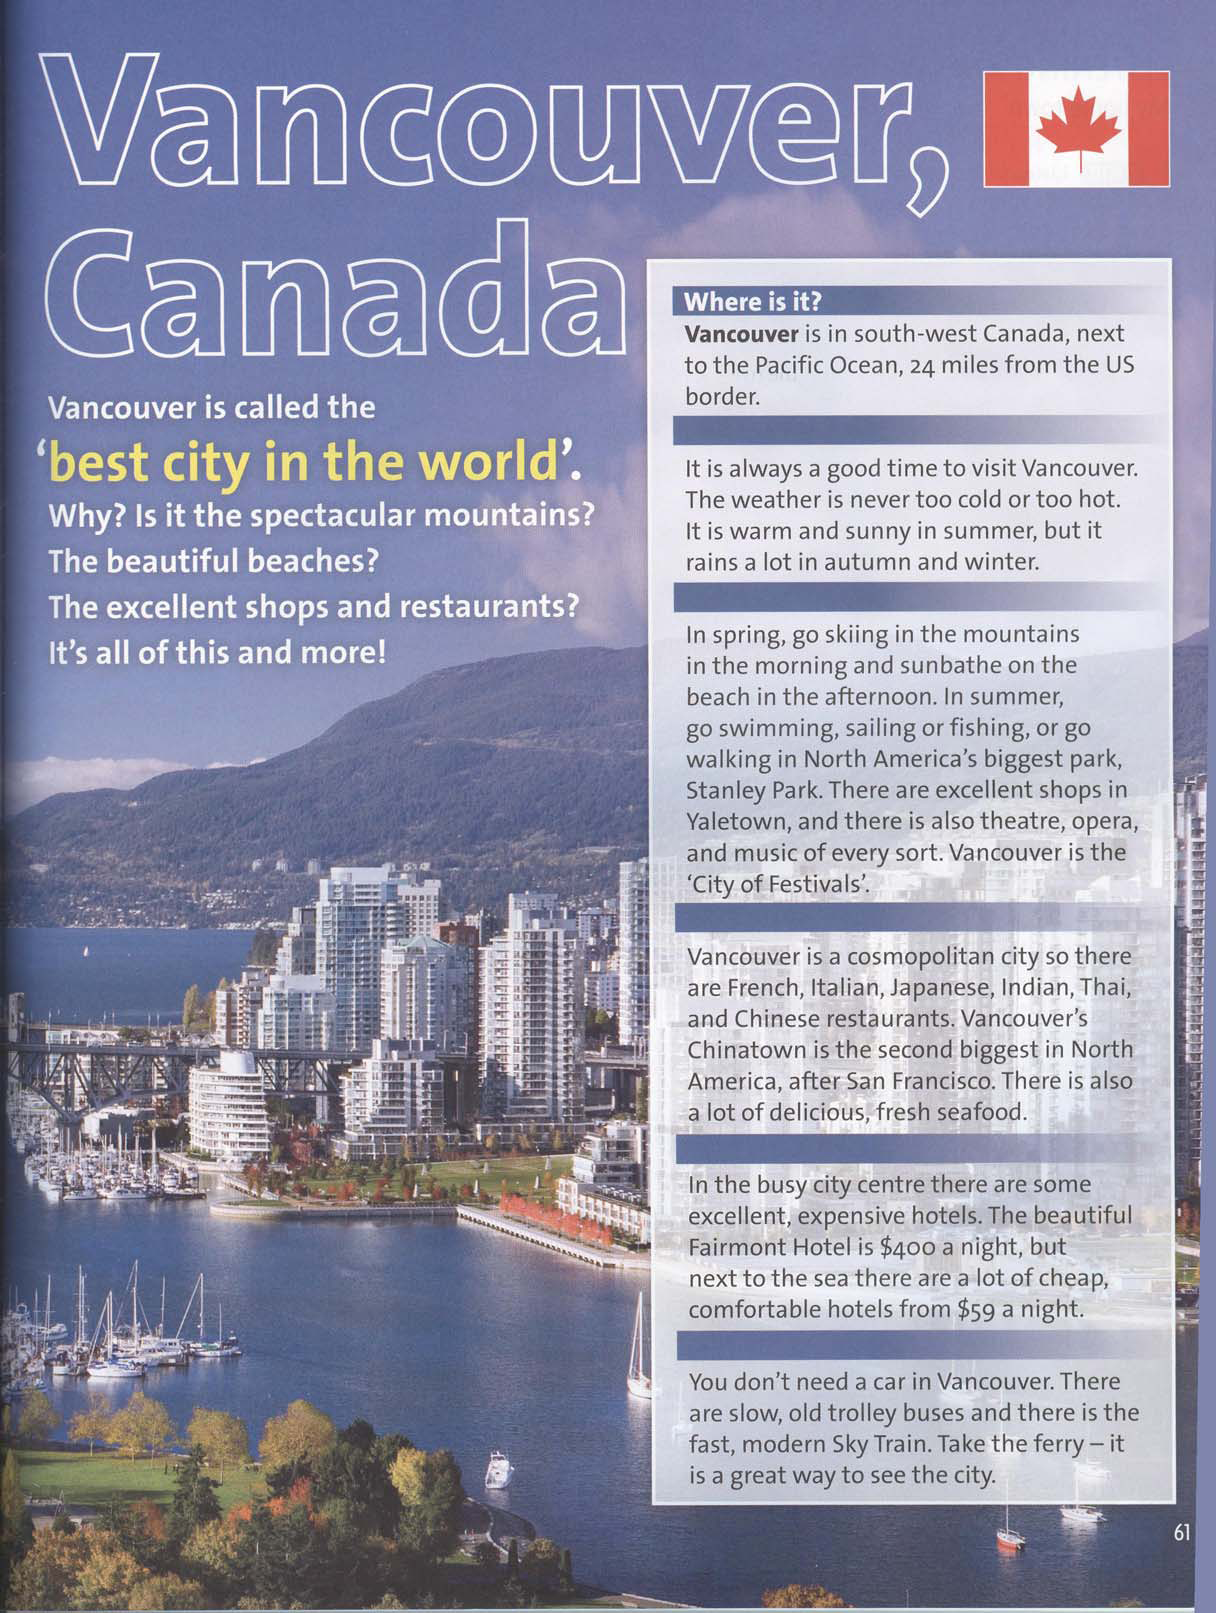 Vancouver,
Canada
Vancouver is called the
‘best city in the world’.
Why? Is it the spectacular mountains?
The beautiful beaches?
The excellent shops and restaurants?
It’s all of this and more!
Where is it?
Vancouver is in south-west Canada, next
to the Pacific Ocean, 24 miles from the US
border.
It is always a good time to visit Vancouver.
The weather is never too cold or too hot.
It is warm and sunny in summer, but it
rains a lot in autumn and winter.
In spring, go skiing in the mountains
in the morning and sunbathe on the
beach in the afternoon. In summer,
go swimming, sailing or fishing, or go
walking in North America’s biggest park,
Stanley Park. There are excellent shops in
Yaletown, and there is also theatre, opera,
and music of every sort. Vancouver is the
‘City of Festivals’.
Vancouver is a cosmopolitan city so there
are French, Italian, Japanese, Indian, Thai,
and Chinese restaurants. Vancouver’s
Chinatown is the second biggest in North
America, after San Francisco. There is also
a lot of delicious, fresh seafood.
In the busy city centre there are some
excellent, expensive hotels. The beautiful
Fairmont Hotel is $400 a night, but
next to the sea there are a lot of cheap,
comfortable hotels from $59 a night.
You don’t need a car in Vancouver. There
are slow, old trolley buses and there is the
fast, modern Sky Train. Take the ferry – it
is a great way to see the city.
61